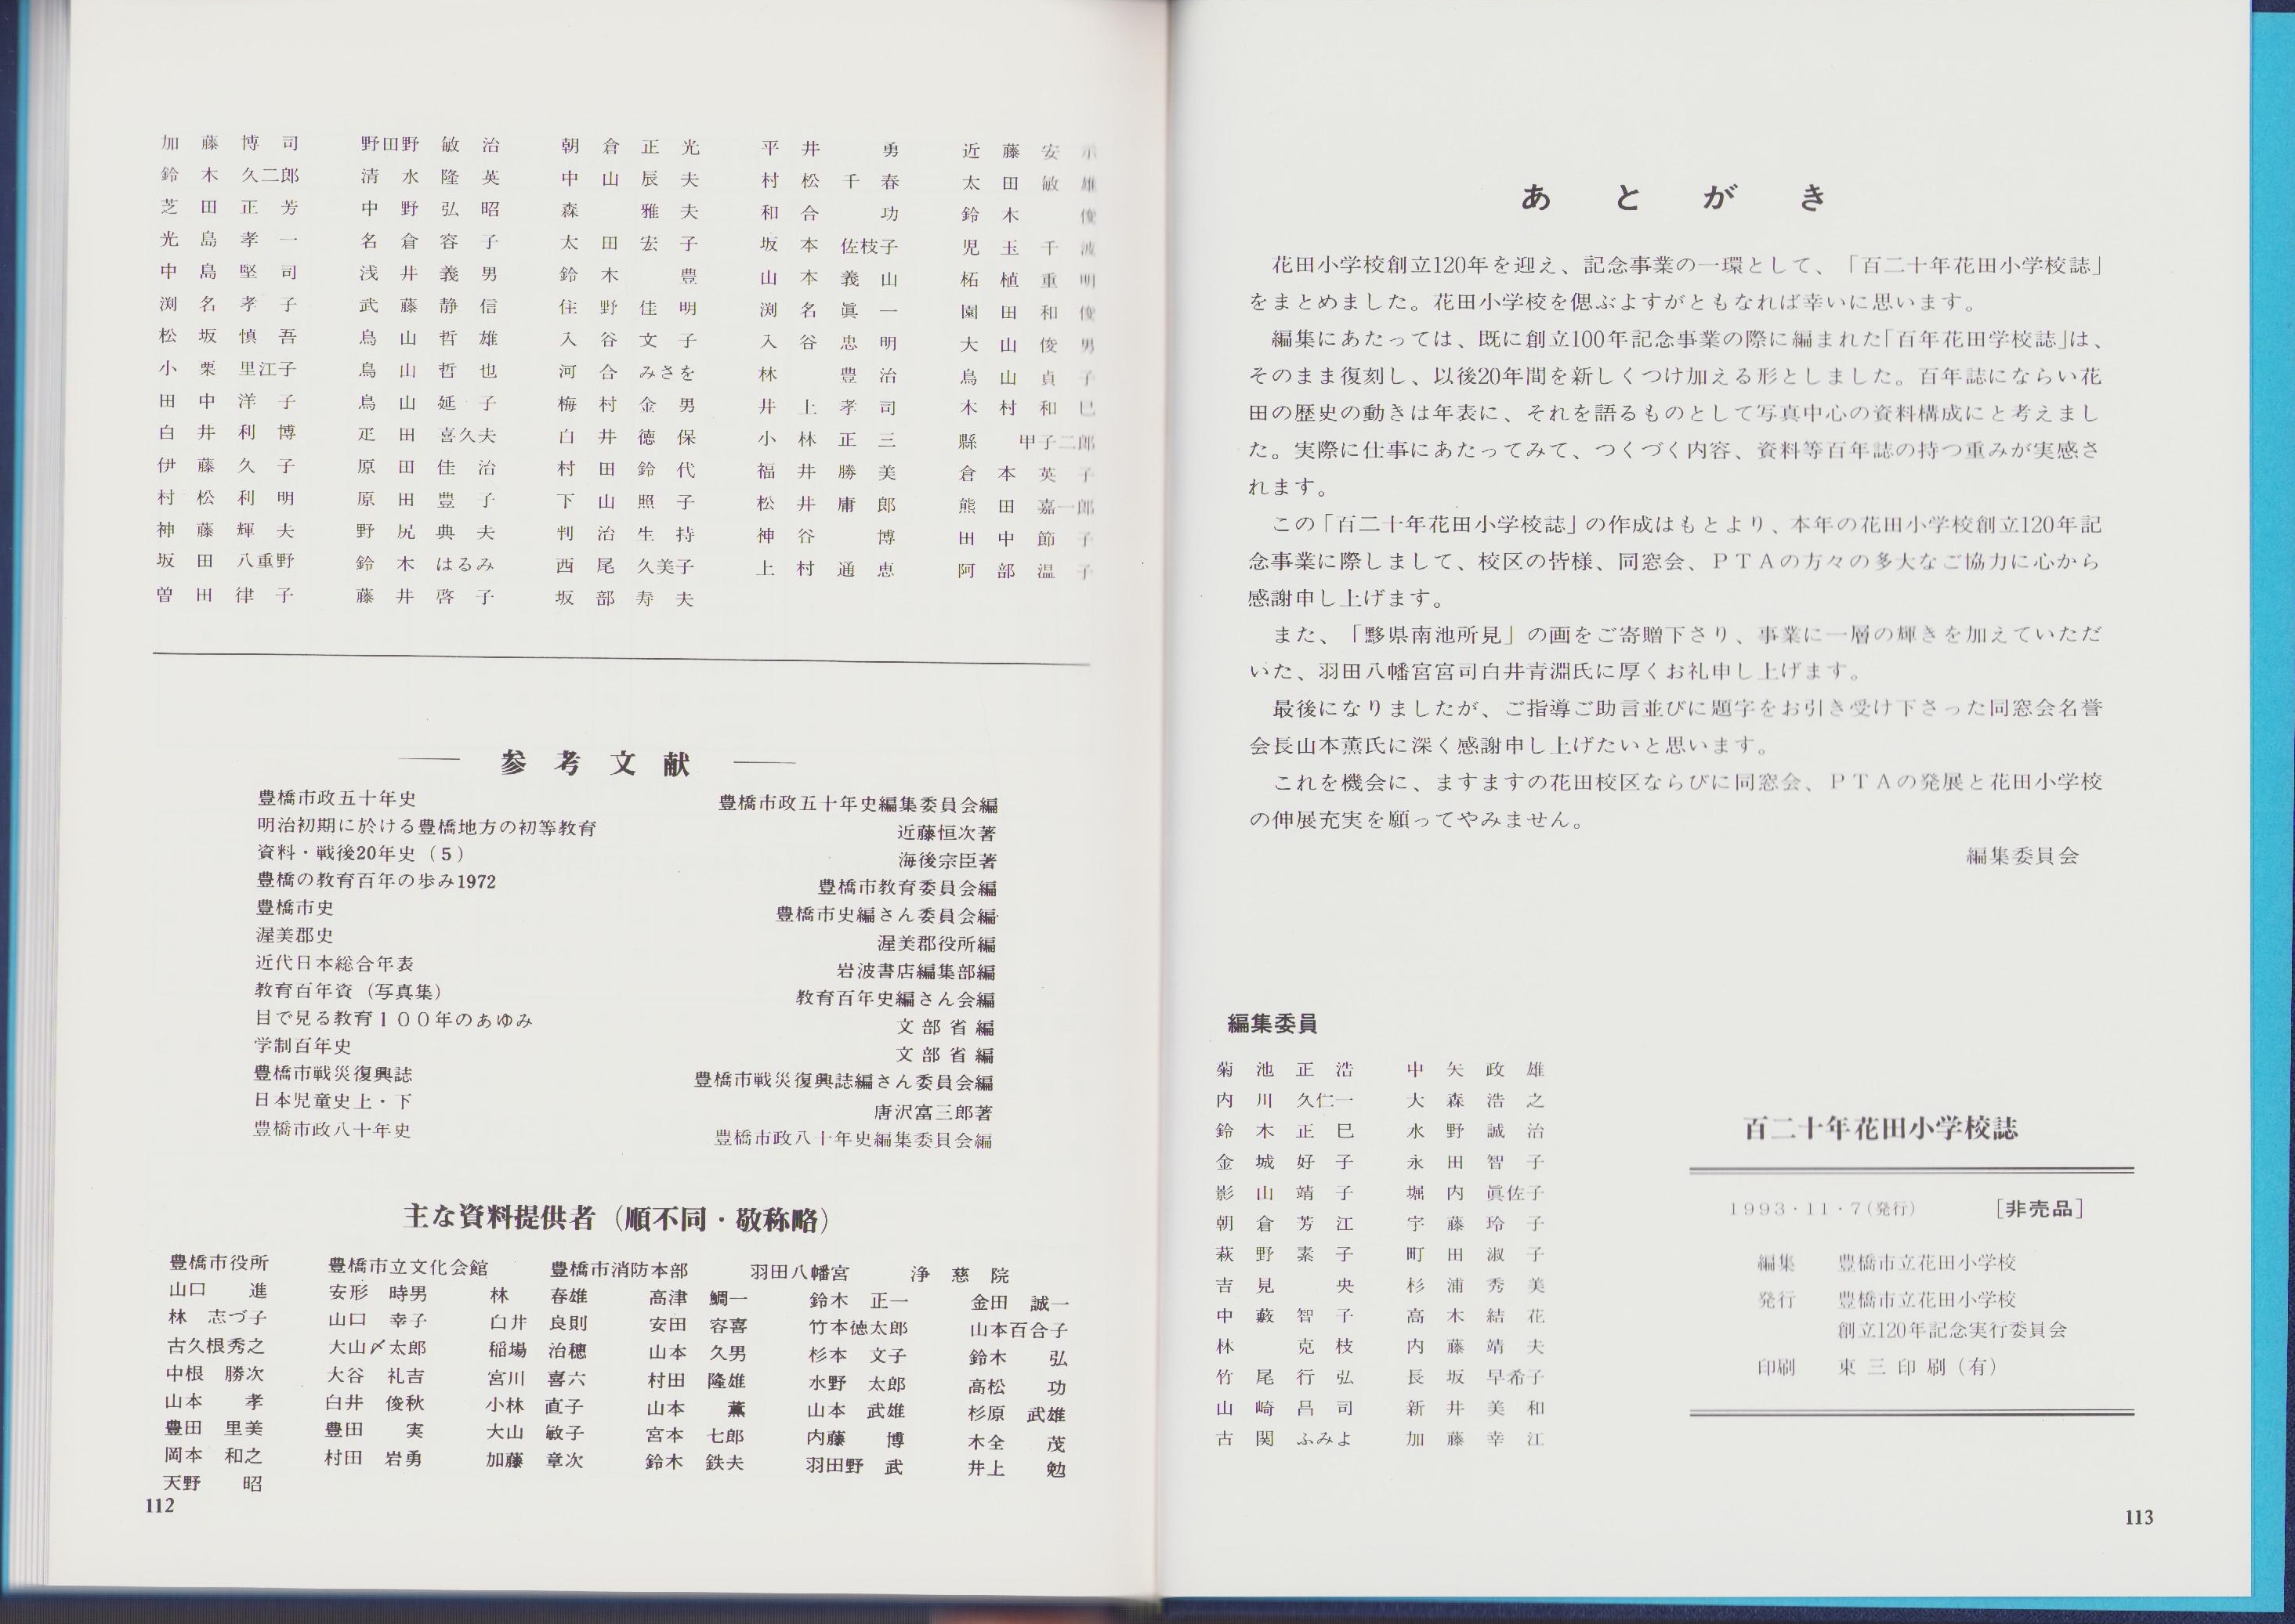 加藤博司 野田野敏治 朝倉正光 平井勇 近藤安
鈴木久二郎 清水隆英 中山辰夫 村松千春 太田敏雄
芝田正芳 中野弘昭 森雅夫 和合功 鈴木俊
光島孝一 名倉容子 太田宏子 坂本佐枝子 児玉千波
中島堅司 浅井義男 鈴木豊 山本義山 柘植重明
渕名孝子 武藤静信 住野佳明 渕名眞一 園田和俊
松坂慎吾 鳥山哲雄 入谷文子 入谷忠明 大山俊男
小栗里江子 鳥山哲也 河合みさを 林豊治 鳥山貞子
田中洋子 鳥山延子 梅村金男 井上孝司 木村和巳
白井利博 疋田喜久夫 白井徳保 小林正三 縣甲子二郎
伊藤久子 原田佳治 村田鈴代 福井勝美 倉本英子
村松利明 原田豊子 下山照子 松井庸郎 熊田嘉一郎
神藤輝夫 野尻典夫 判治生持 神谷博 田中節子
坂田八重野 鈴木はるみ 西尾久美子 上村通恵 阿部温子
曽田律子 藤井啓子 坂部寿夫
参考文献
豊橋市政五十年史 豊橋市政五十年史編集委員会編
明治初期に於ける豊橋地方の初等教育 近藤恒次著
資料・戦後20年史(5) 海後宗臣著
豊橋の教育百年の歩み1972 豊橋市教育委員会編
豊橋市史 豊橋市史編さん委員会編
渥美郡史 渥美郡役所編
近代日本総合年表 岩波書店編集部編
教育百年資(写真集) 教育百年史編さん会編
目で見る教育100年のあゆみ 文部省編
学制百年史 文部省編
豊橋市戦災復興誌 豊橋市戦災復興誌編さん委員会編
日本児童史上・下 唐沢富三郎著
豊橋市政八十年史 豊橋市政八十年史編集委員会編
主な資料提供者(順不同・敬称略)
豊橋市役所 豊橋市立文化会館 豊橋市消防本部 羽田八幡宮 浄慈院
山口進 安形時男 林春雄 高津鯛一 鈴木正一 金田誠一
林志づ子 山口幸子 白井良則 安田容喜 竹本徳太郎 山本百合子
古久根秀之 大山〆太郎 稲場治穂 山本久男 杉本文子 鈴木弘
中根勝次 大谷礼吉 宮川喜六 村田隆雄 水野太郎 高松功
山本孝 白井俊秋 小林直子 山本薫 山本武雄 杉原武雄
豊田里美 豊田実 大山敏子 宮本七郎 内藤博 木全茂
岡本和之 村田岩勇 加藤章次 鈴木鉄夫 羽田野武 井上勉
天野昭
112
あとがき
花田小学校創立120年を迎え、記念事業の一環として、「百二十年花田小学校誌」
をまとめました。花田小学校を偲ぶよすがともなれば幸いに思います。
編集にあたっては、既に創立100年記念事業の際に編まれた「百年花田学校誌」は、
そのまま復刻し、以後20年間を新しくつけ加える形としました。百年誌にならい花
田の歴史の動きは年表に、それを語るものとして写真中心の資料構成にと考えまし
た。実際に仕事にあたってみて、つくづく内容、資料等百年誌の持つ重みが実感さ
れます。
この「百二十年花田小学校誌」の作成はもとより、本年の花田小学校創立120年記
念事業に際しまして、校区の皆様、同窓会、PTAの方々の多大なご協力に心から
感謝申し上げます。
また、「黟県南池所見」の画をご寄贈下さり、事業に一層の輝きを加えていただ
いた、羽田八幡宮宮司白井青淵氏に厚くお礼申し上げます。
最後になりましたが、ご指導ご助言並びに題字をお引き受け下さった同窓会名誉
会長山本薫氏に深く感謝申し上げたいと思います。
これを機会に、ますますの花田校区ならびに同窓会、PTAの発展と花田小学校
の伸展充実を願ってやみません。
編集委員会
編集委員
菊池正浩 中矢政雄
内川久仁一 大森浩之
鈴木正巳 水野誠治
金城好子 永田智子
影山靖子 堀内眞佐子
朝倉芳江 宇藤玲子
萩野素子 町田淑子
吉見央 杉浦秀美
中藪智子 高木結花
林克枝 内藤靖夫
竹尾行弘 長坂早希子
山崎昌司 新井美和
古関ふみよ 加藤幸江
百二十年花田小学校誌
1993・11・7(発行) [非売品]
編集 豊橋市立花田小学校
発行 豊橋市立花田小学校
創立120年記念実行委員会
印刷 東三印刷(有)
113